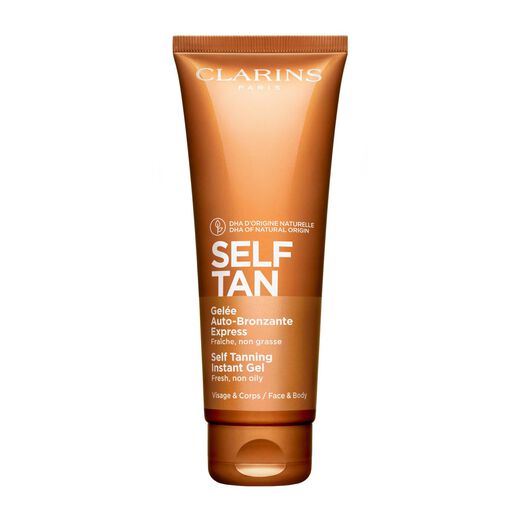 CLARINS
PARIS
DHA D'ORIGINE NATURELLE
DHA OF NATURAL ORIGIN
SELF
TAN
Gelée
Auto-Bronzante
Express
Fraîche, non grasse
Self Tanning
Instant Gel
Fresh, non oily
Visage & Corps / Face & Body